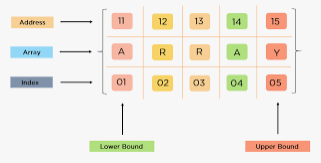 Address 11 12 13 14 15
Array A R R A Y
Index 01 02 03 04 05
Lower Bound Upper Bound